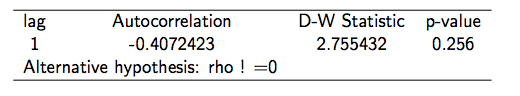 lag Autocorrelation D-W Statistic p-value
1 -0.4072423 2.755432 0.256
Alternative hypothesis: rho ! =0